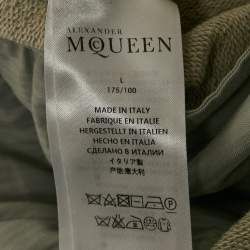 ALEXANDER
McQUEEN
L
175/100
MADE IN ITALY
FABRIQUE EN ITALIE
HERGESTELLT IN ITALIEN
HECHO EN ITALIA
СДЕЛАНО В ИТАЛИИ
イタリア製
产地:意大利